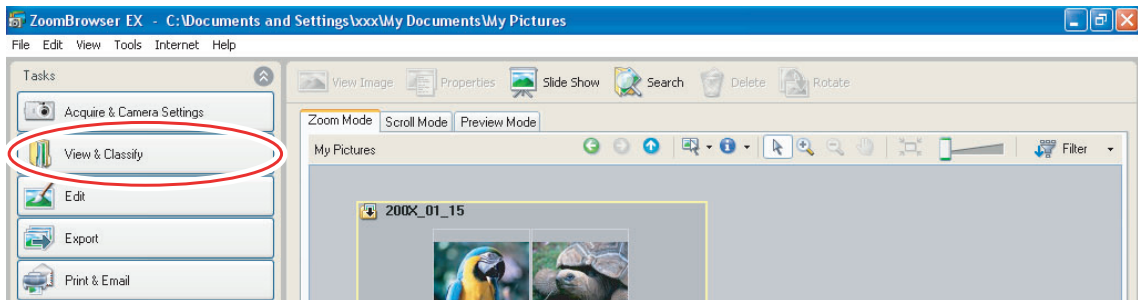 ZoomBrowser EX - C:\Documents and Settings\xxx\My Documents\My Pictures
File Edit View Tools Internet Help
Tasks
View Image Properties Slide Show Search Delete Rotate
Acquire & Camera Settings
Zoom Mode Scroll Mode Preview Mode
View & Classify
My Pictures
Filter
Edit
200X_01_15
Export
Print & Email